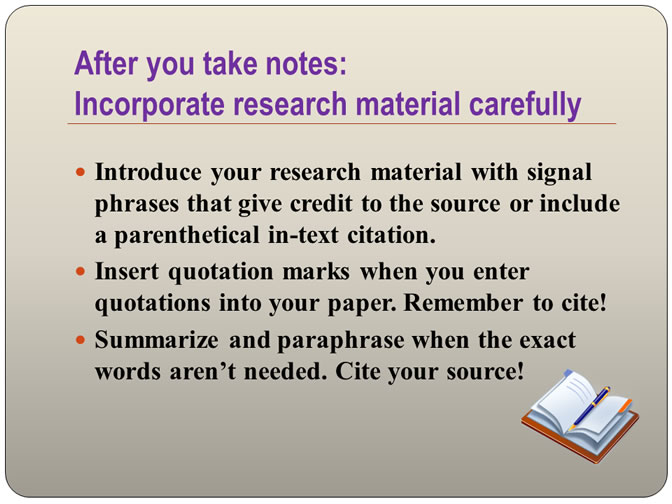 After you take notes:
Incorporate research material carefully
Introduce your research material with signal
phrases that give credit to the source or include
a parenthetical in-text citation.
Insert quotation marks when you enter
quotations into your paper. Remember to cite!
Summarize and paraphrase when the exact
words aren’t needed. Cite your source!